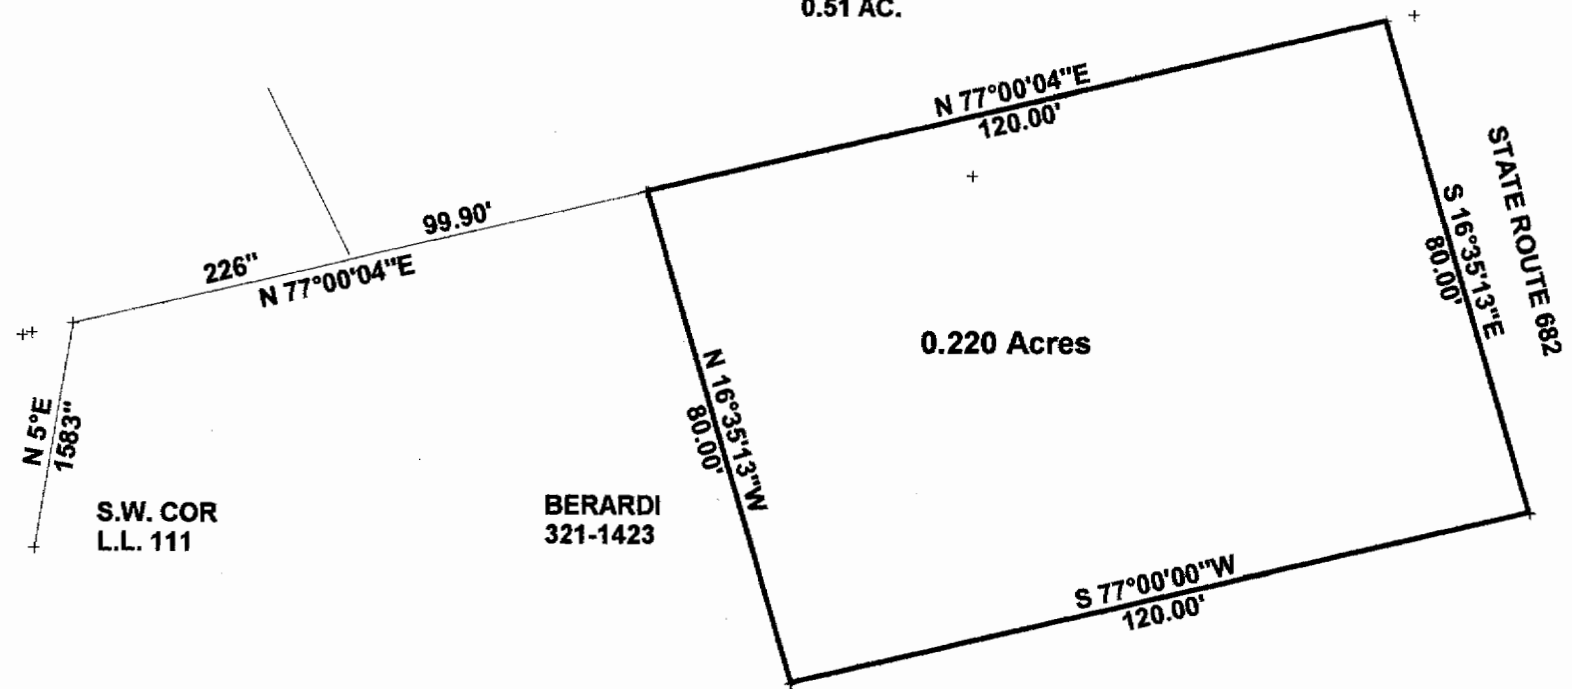 0.51 AC.
N 77°00'04"E
120.00'
STATE ROUTE 682
S 16°35'13"E
80.00'
99.90'
226"
N 77°00'04"E
0.220 Acres
N 16°35'13"W
80.00'
N 5°E
1583"
S.W. COR
L.L. 111
BERARDI
321-1423
S 77°00'00"W
120.00'